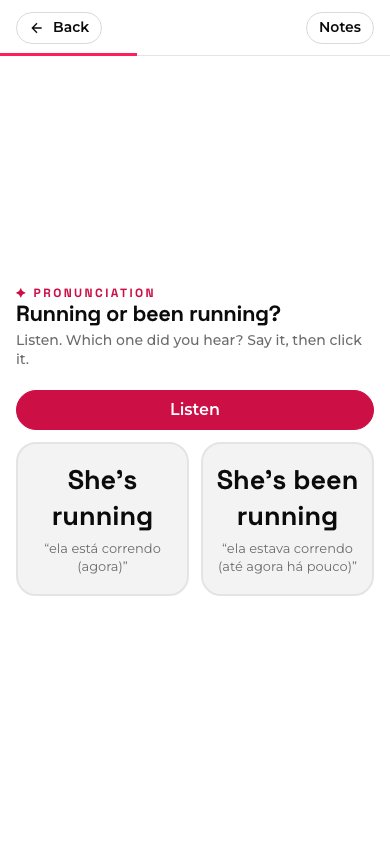 Back
Notes
PRONUNCIATION
Running or been running?
Listen. Which one did you hear? Say it, then click
it.
Listen
She’s
running
“ela está correndo
(agora)”
She’s been
running
“ela estava correndo
(até agora há pouco)”